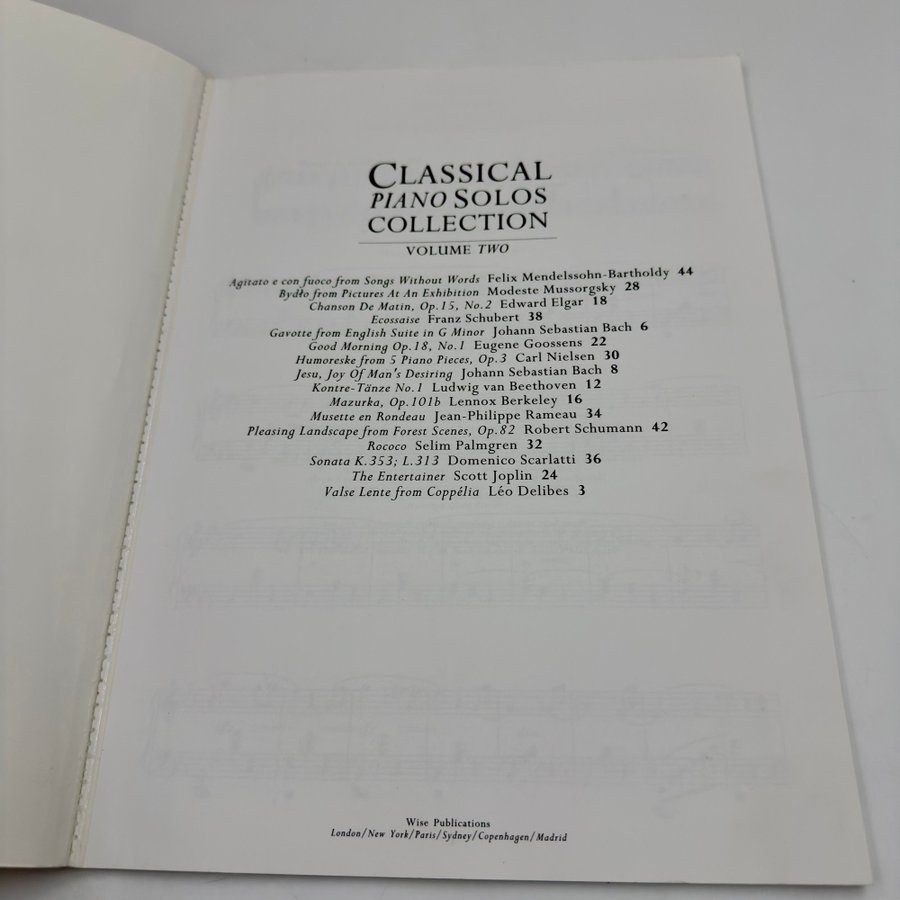 CLASSICAL
PIANO SOLOS
COLLECTION
VOLUME TWO
Agitato e con fuoco from Songs Without Words Felix Mendelssohn-Bartholdy 44
Bydło from Pictures At An Exhibition Modeste Mussorgsky 28
Chanson De Matin, Op.15, No.2 Edward Elgar 18
Ecossaise Franz Schubert 38
Gavotte from English Suite in G Minor Johann Sebastian Bach 6
Good Morning Op.18, No.1 Eugene Goossens 22
Humoreske from 5 Piano Pieces, Op.3 Carl Nielsen 30
Jesu, Joy Of Man's Desiring Johann Sebastian Bach 8
Kontre-Tänze No.1 Ludwig van Beethoven 12
Mazurka, Op.101b Lennox Berkeley 16
Musette en Rondeau Jean-Philippe Rameau 34
Pleasing Landscape from Forest Scenes, Op.82 Robert Schumann 42
Rococo Selim Palmgren 32
Sonata K.353; L.313 Domenico Scarlatti 36
The Entertainer Scott Joplin 24
Valse Lente from Coppélia Léo Delibes 3
Wise Publications
London/New York/Paris/Sydney/Copenhagen/Madrid